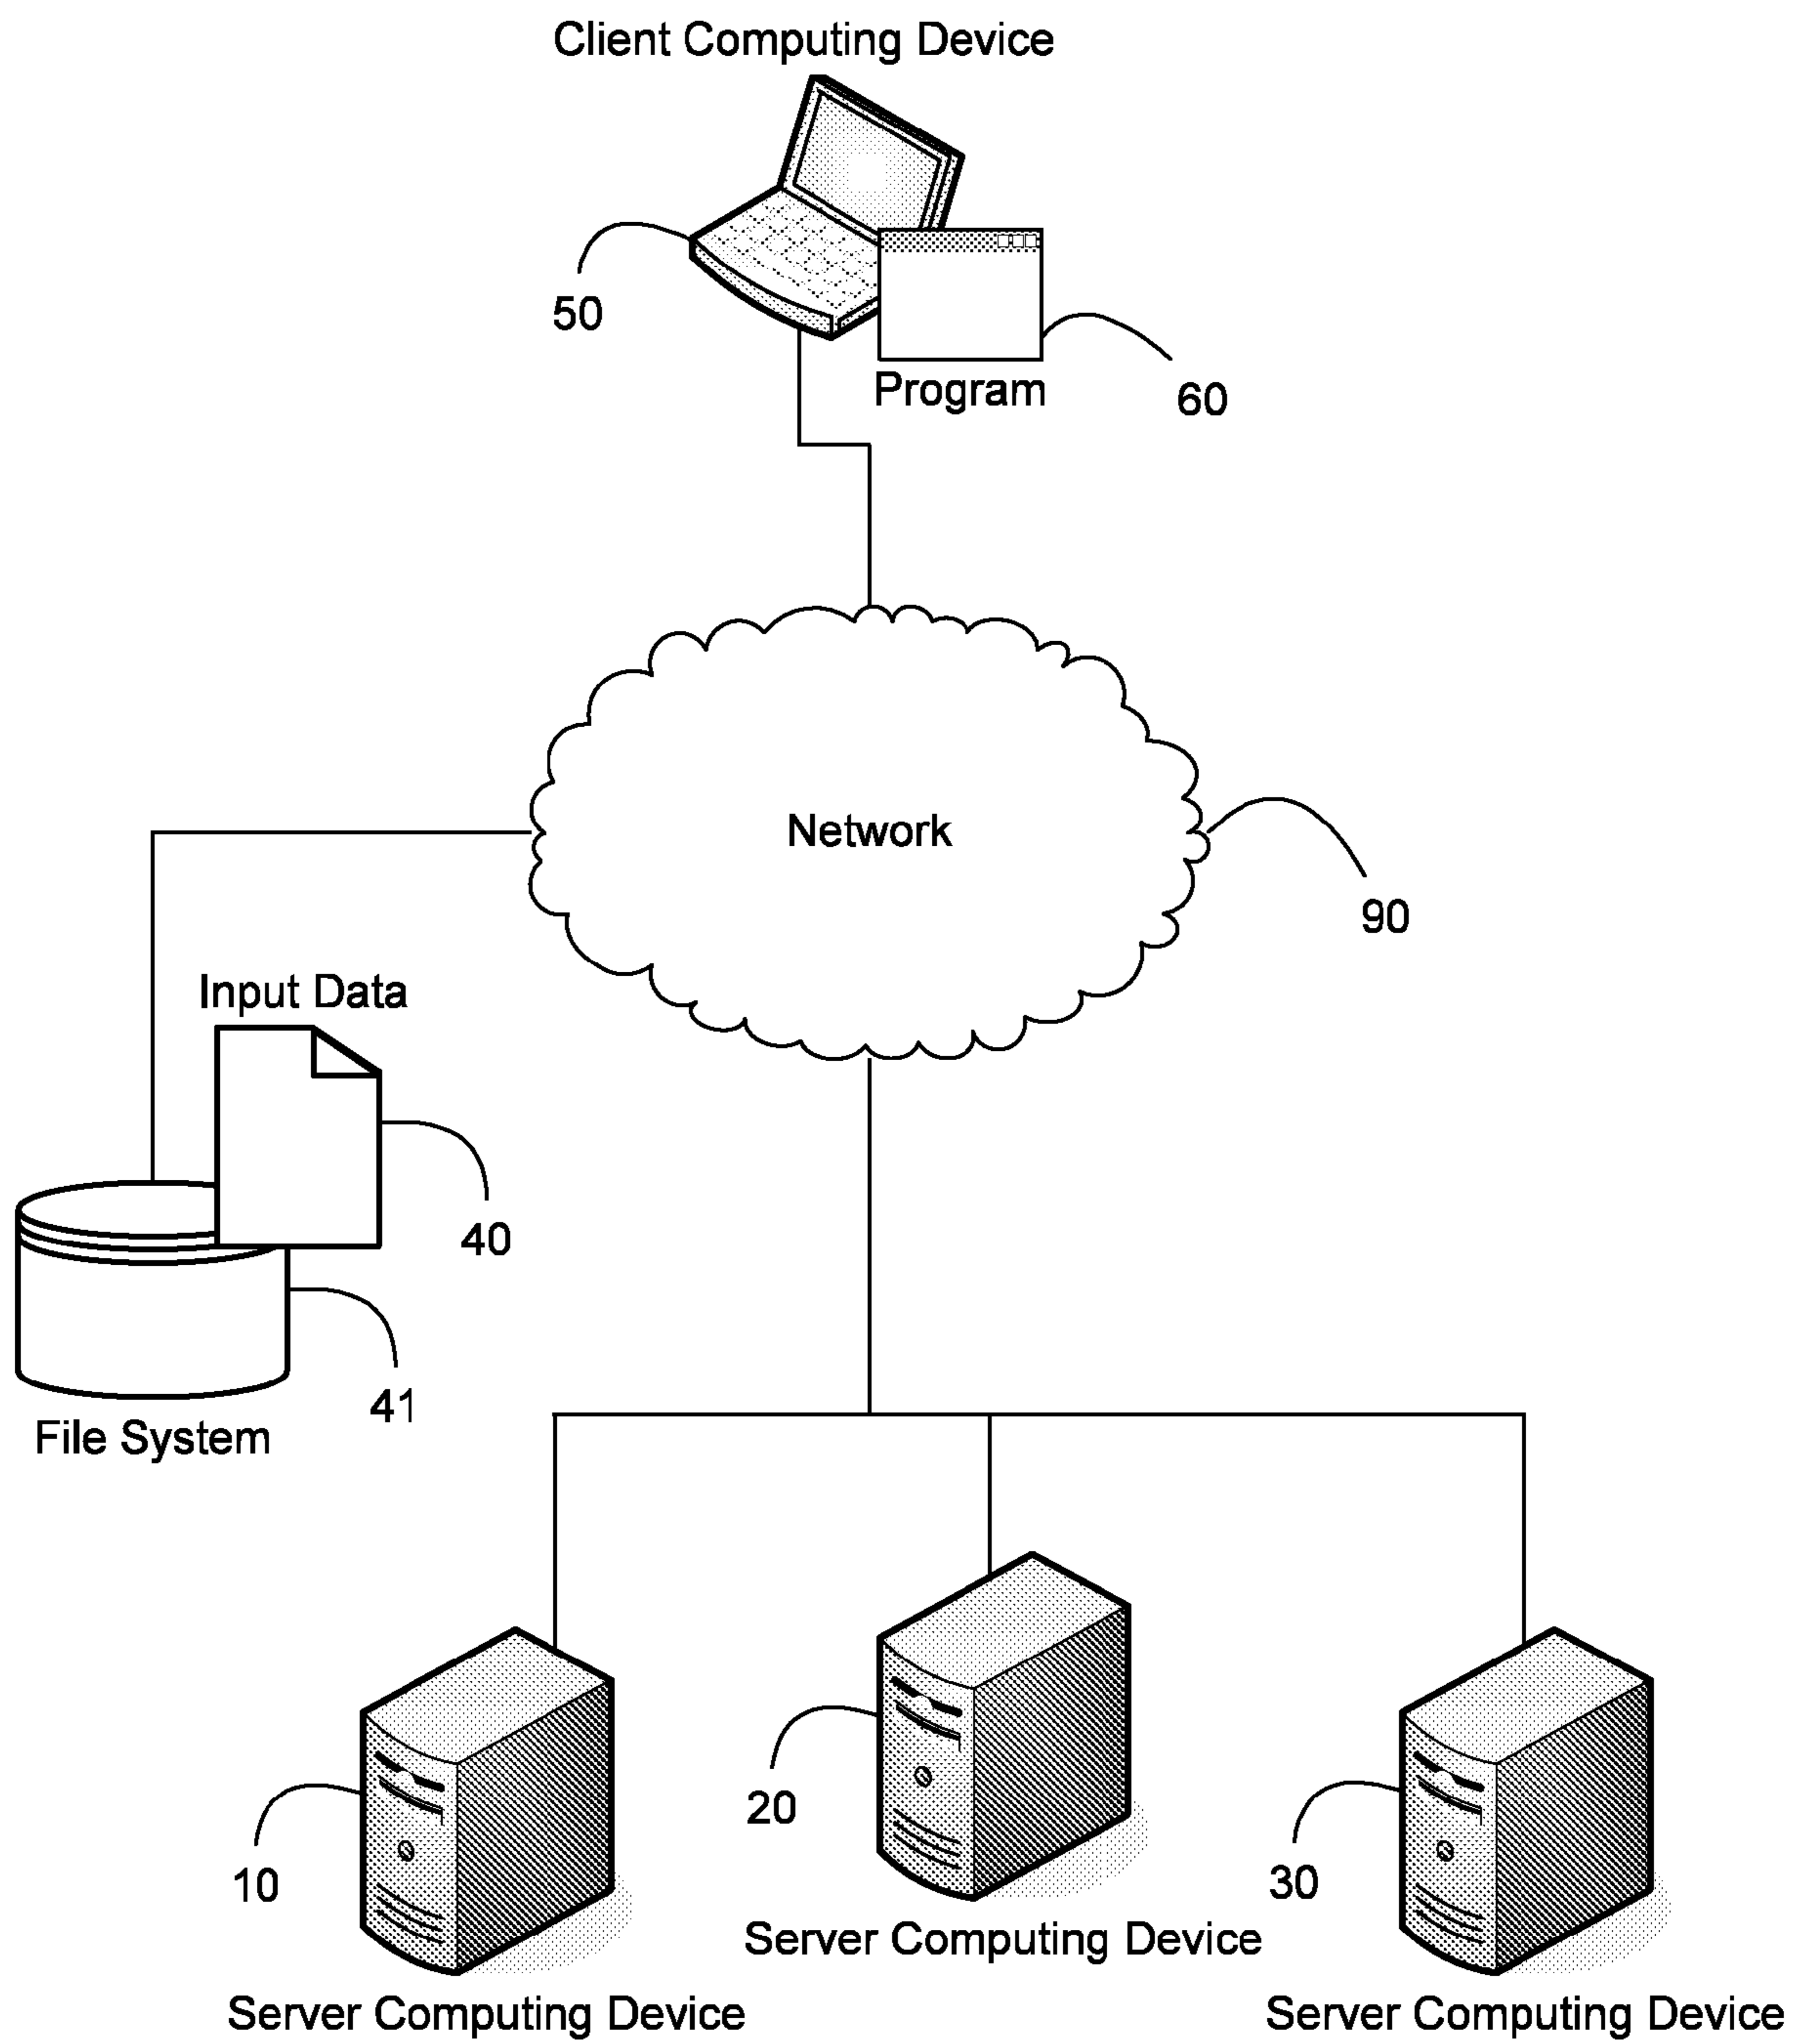 Client Computing Device
50
Program
60
Network
90
Input Data
40
41
File System
20
10
30
Server Computing Device
Server Computing Device
Server Computing Device